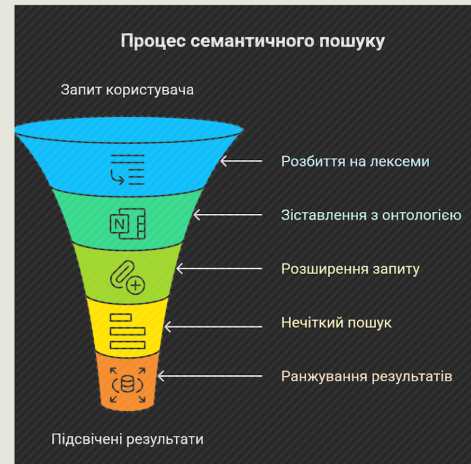 Процес семантичного пошуку
Запит користувача
Розбиття на лексеми
Зіставлення з онтологією
N
Розширення запиту
Нечіткий пошук
Ранжування результатів
Підсвічені результати